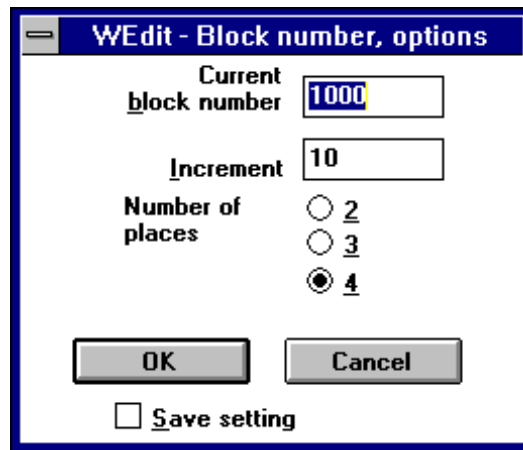 WEdit - Block number, options
Current
block number 1000
Increment 10
Number of 2
places 3
4
OK Cancel
Save setting